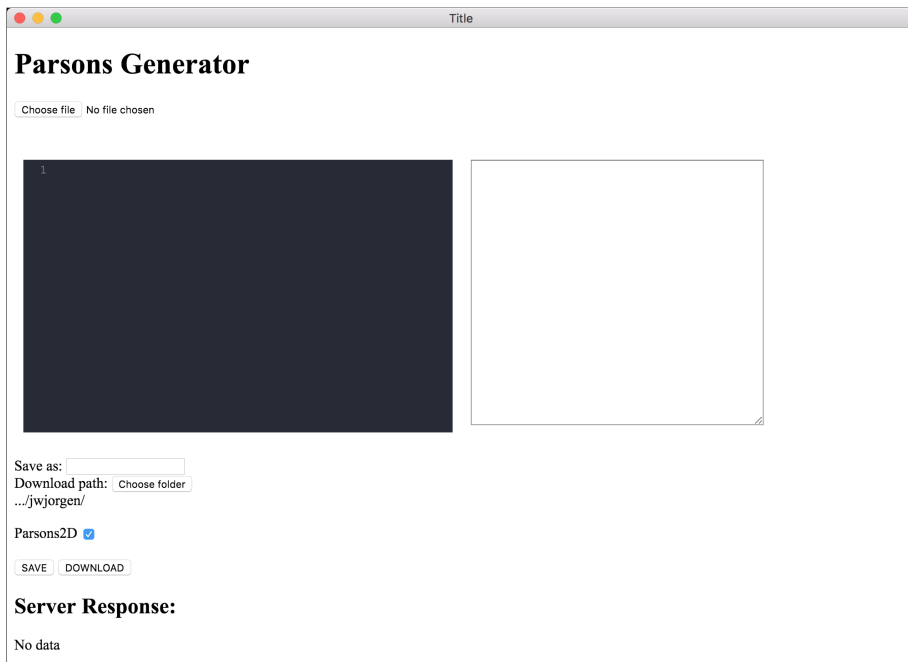 Title
Parsons Generator
Choose file No file chosen
1
Save as:
Download path: Choose folder
.../jwjorgen/
Parsons2D
SAVE DOWNLOAD
Server Response:
No data